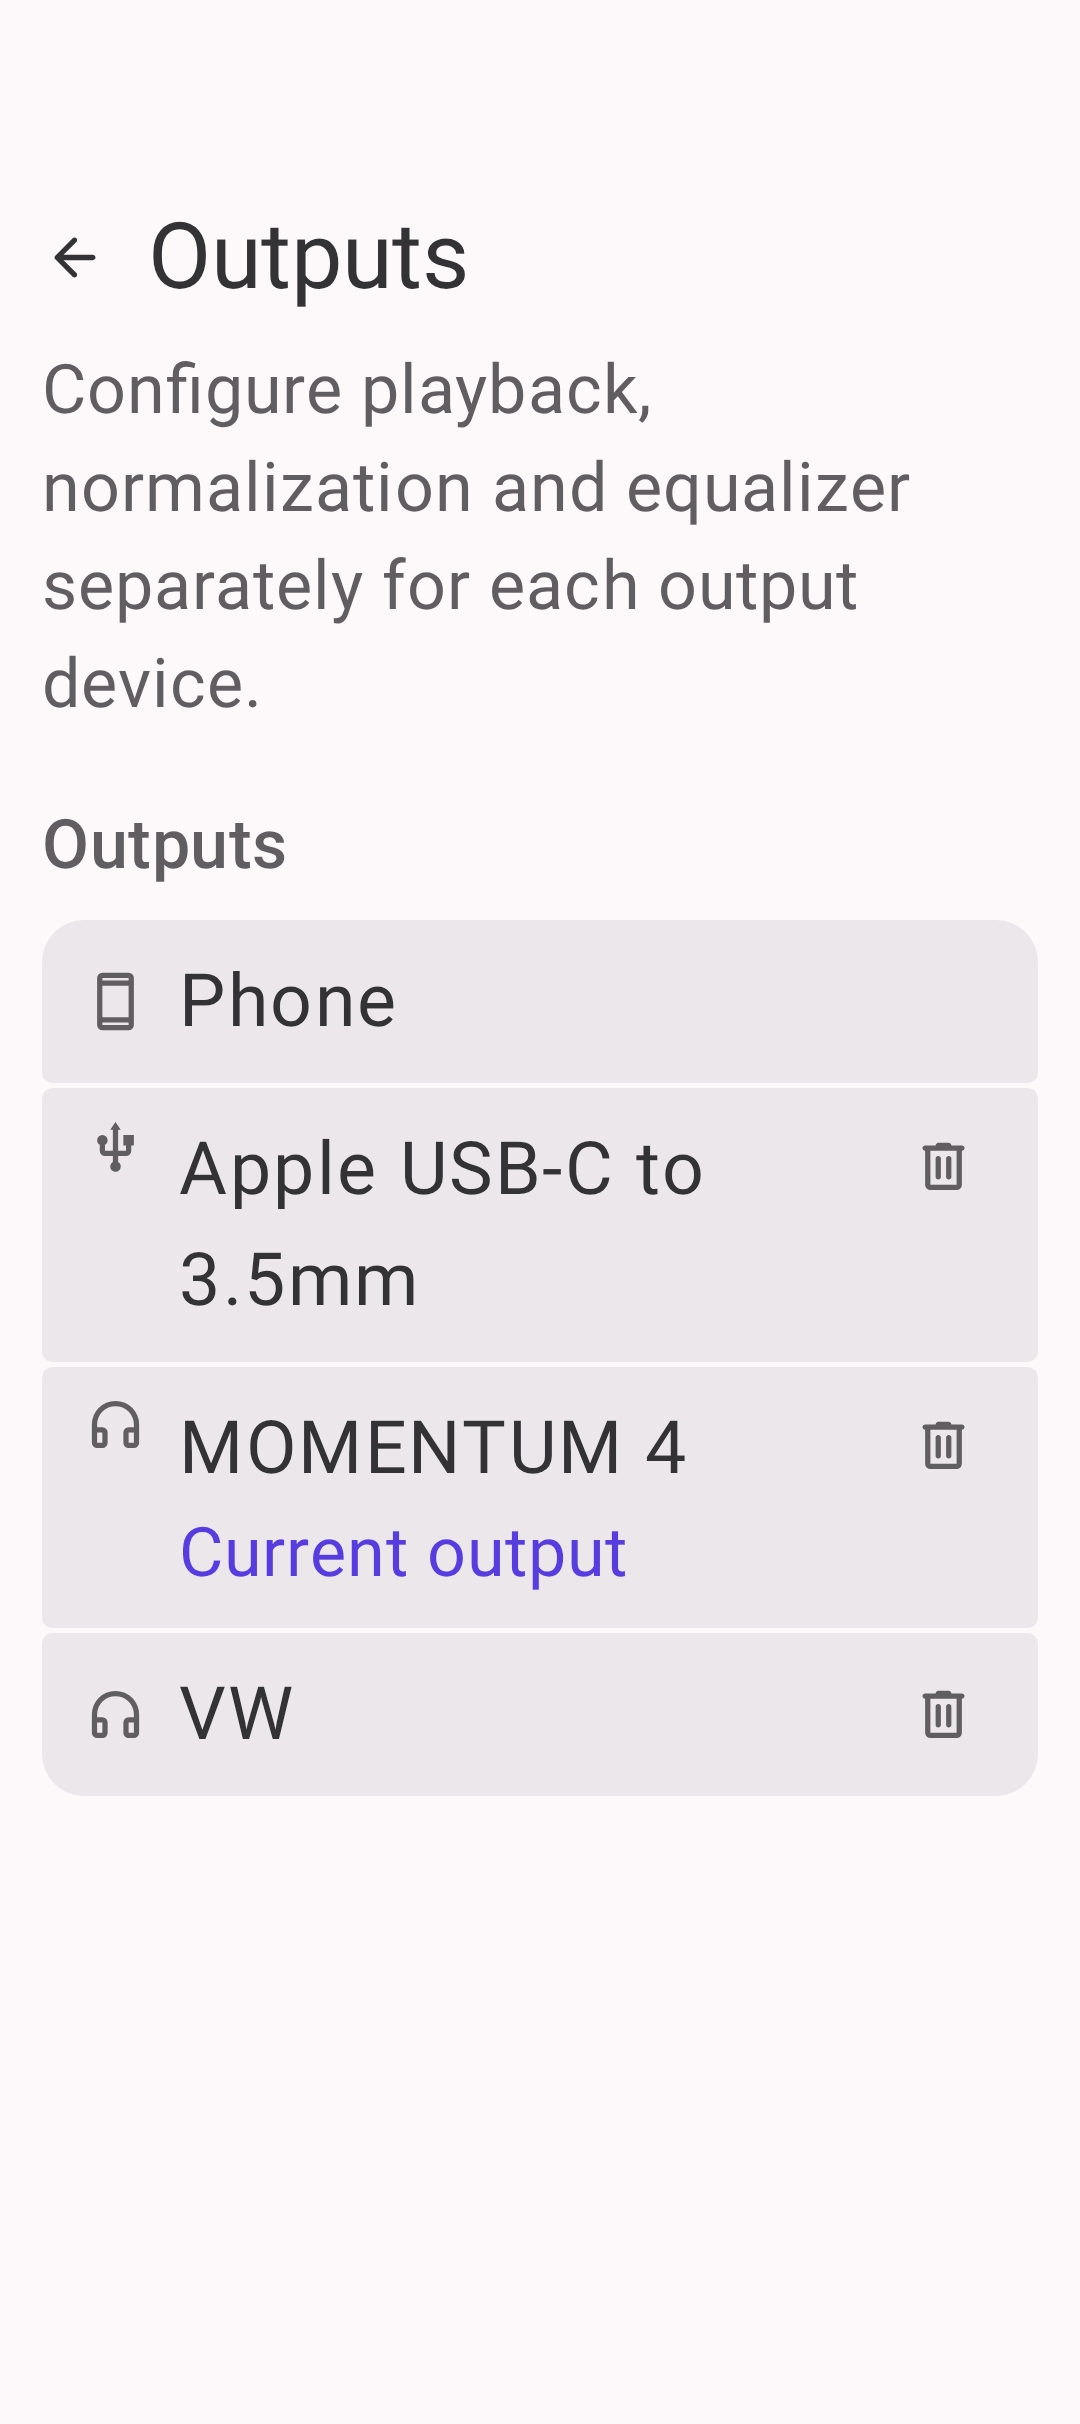 Outputs
Configure playback,
normalization and equalizer
separately for each output
device.
Outputs
Phone
Apple USB-C to
3.5mm
MOMENTUM 4
Current output
VW